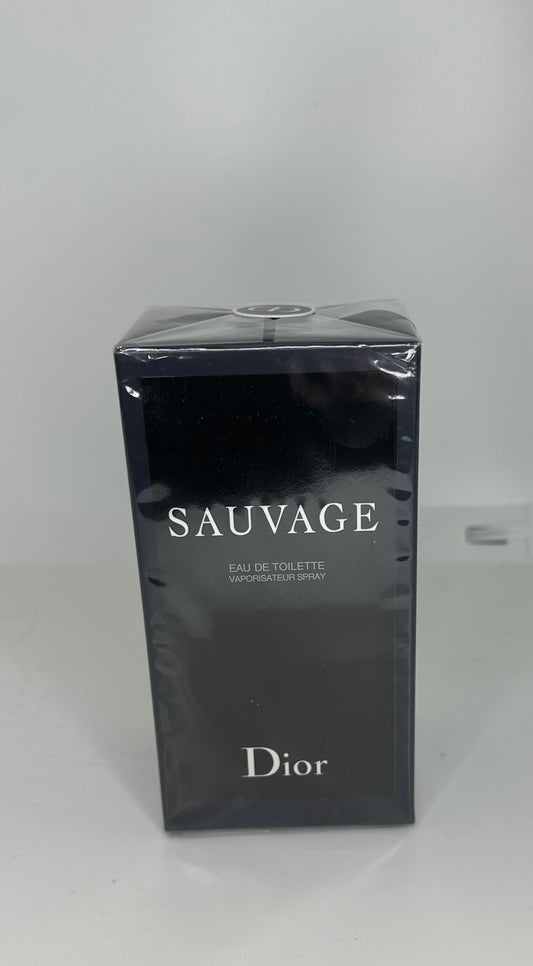 SAUVAGE
EAU DE TOILETTE
VAPORISATEUR SPRAY
Dior